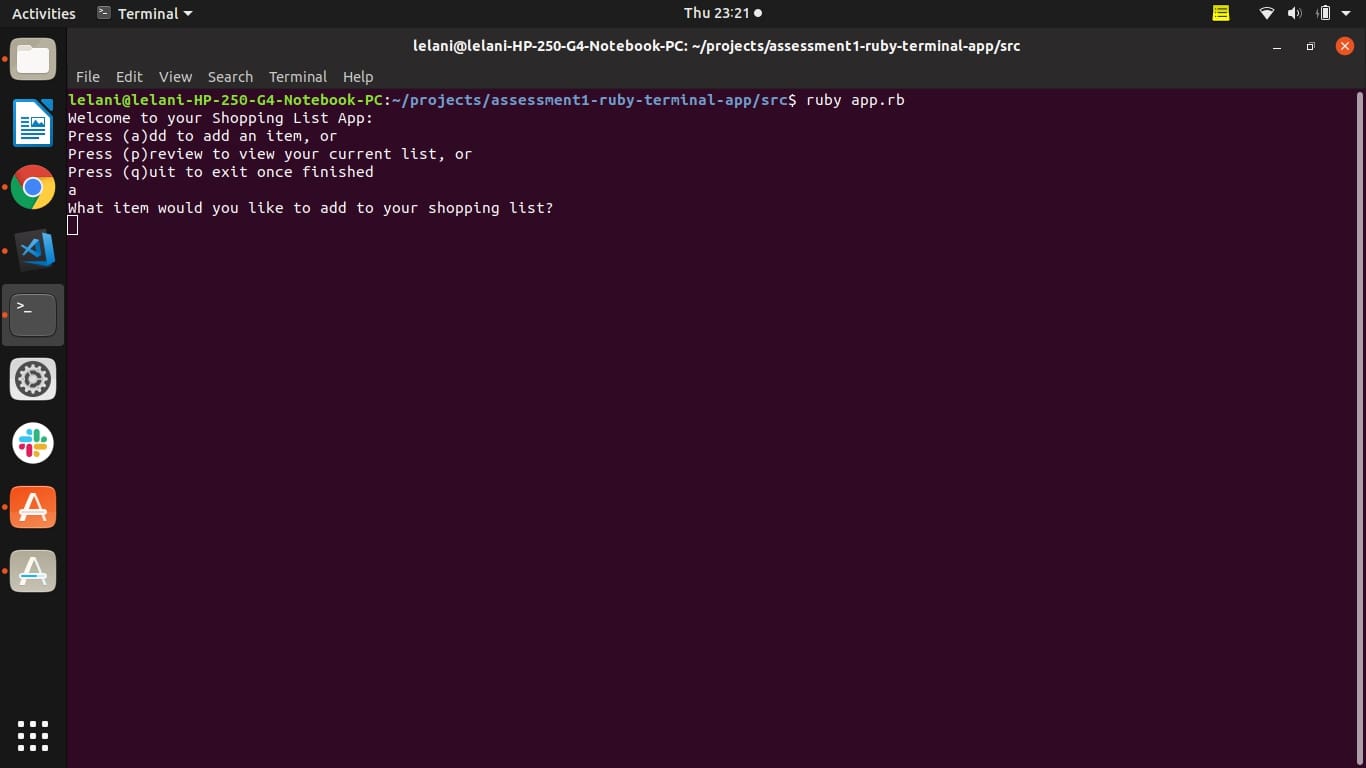 Activities Terminal Thu 23:21
lelani@lelani-HP-250-G4-Notebook-PC: ~/projects/assessment1-ruby-terminal-app/src
File Edit View Search Terminal Help
lelani@lelani-HP-250-G4-Notebook-PC:~/projects/assessment1-ruby-terminal-app/src$ ruby app.rb
Welcome to your Shopping List App:
Press (a)dd to add an item, or
Press (p)review to view your current list, or
Press (q)uit to exit once finished
a
What item would you like to add to your shopping list?